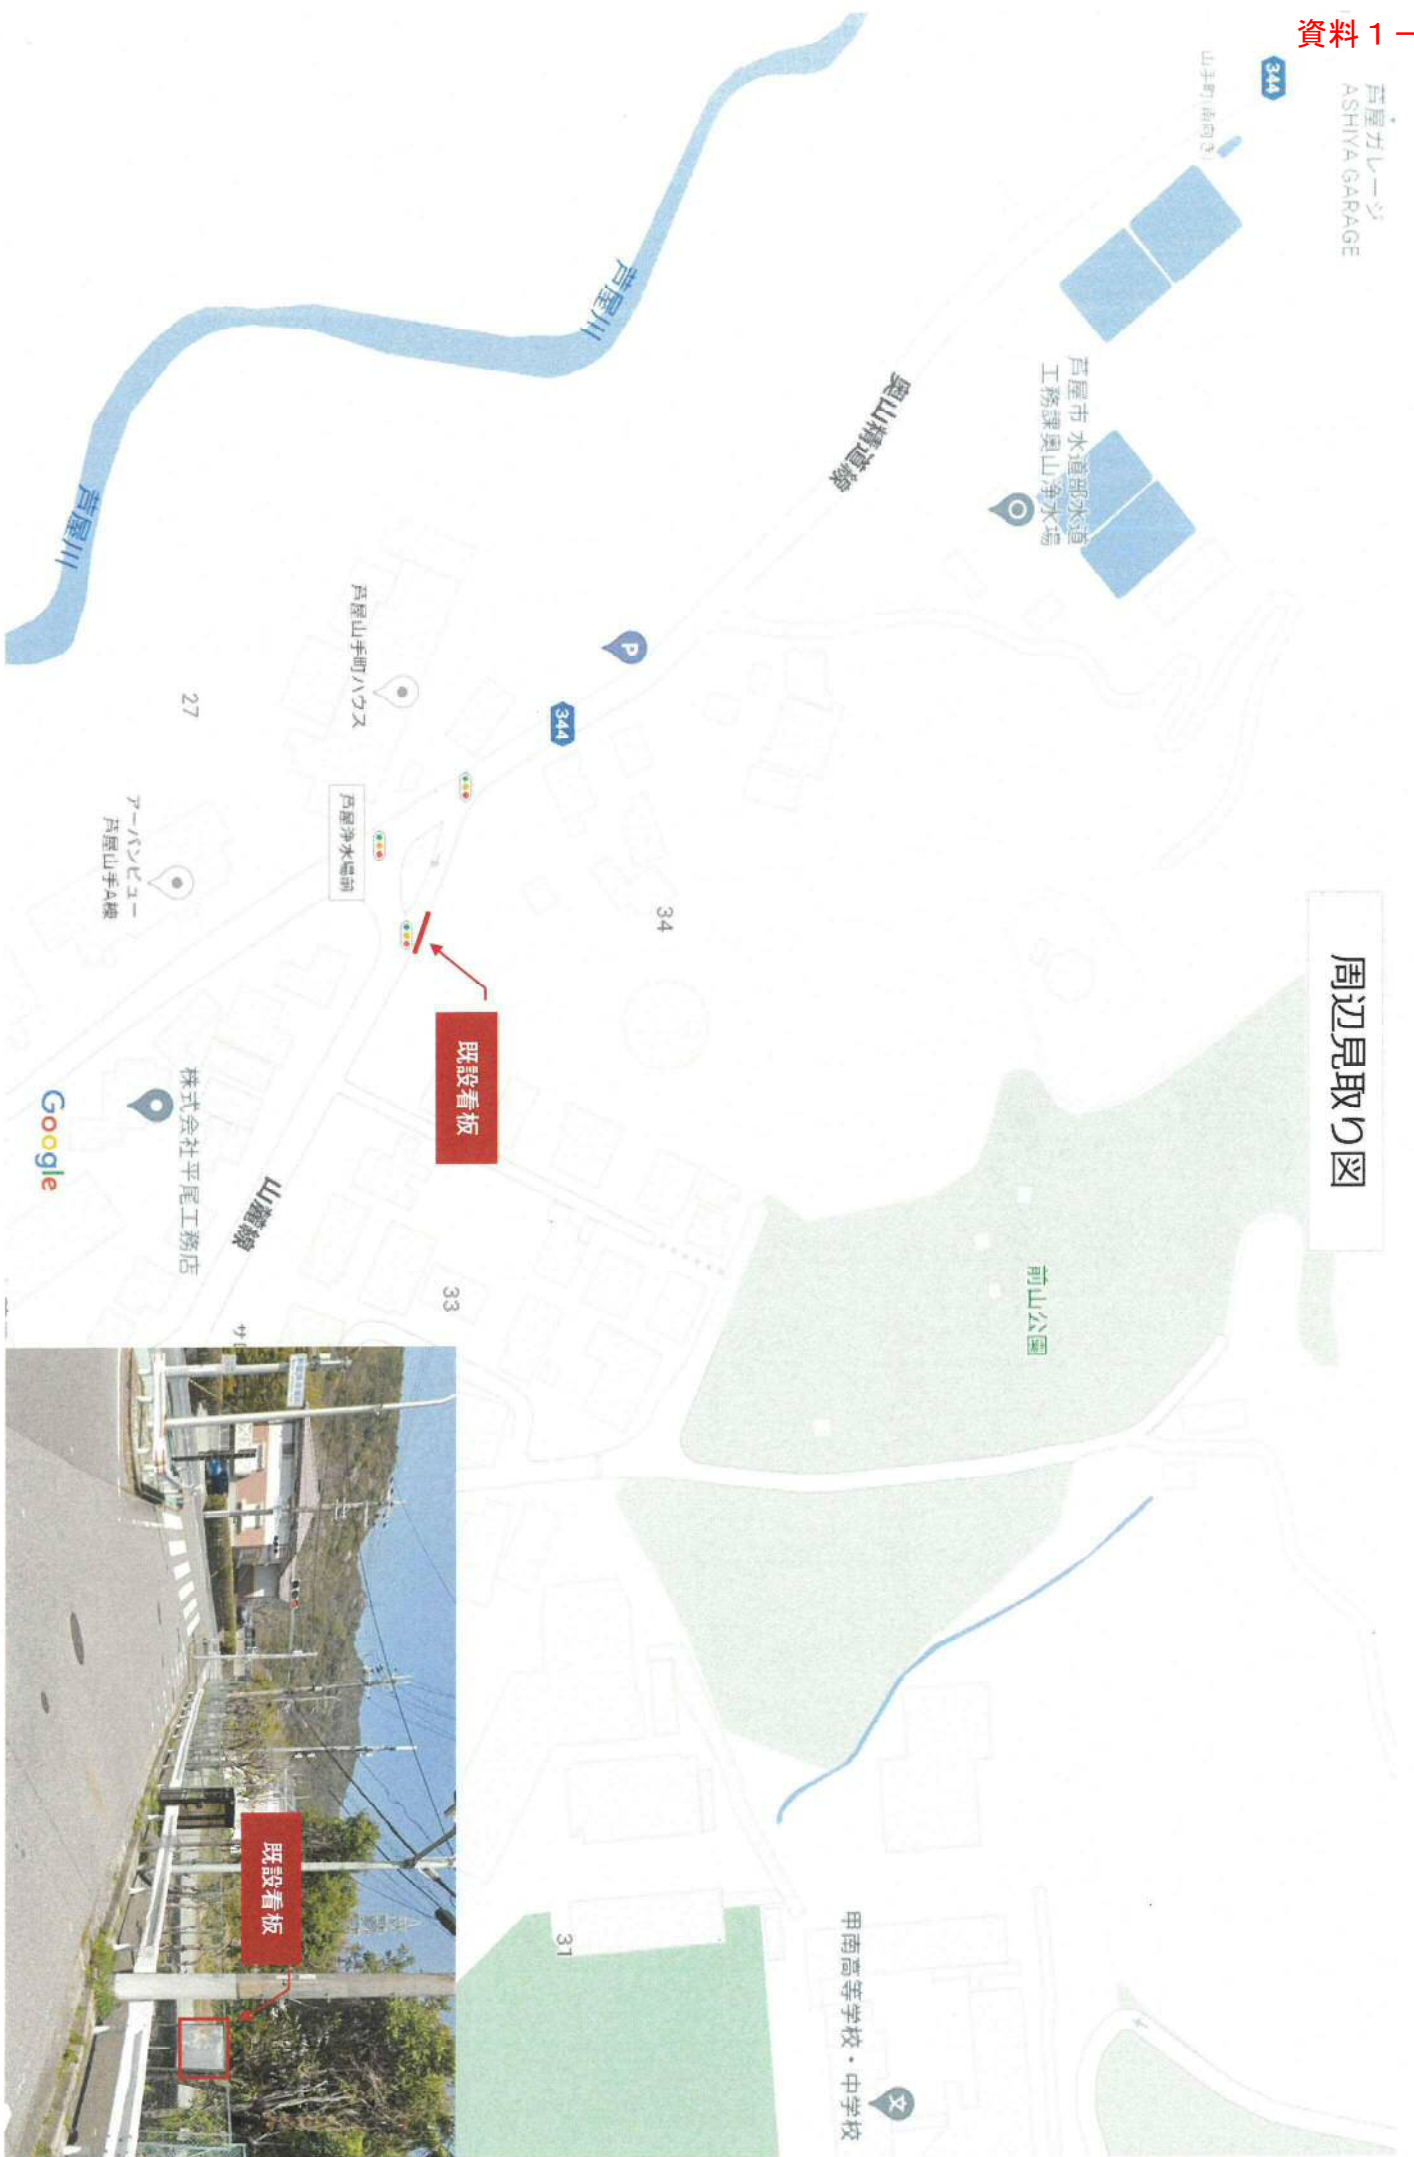 資料1－
周辺見取り図
芦屋ガレージ
ASHIYA GARAGE
344
山手町(南向き)
芦屋市 水道部水道
工務課奥山浄水場
奥山精道線
芦屋川
芦屋川
P
344
芦屋山手町ハウス
27
芦屋浄水場前
アーバンビュー
芦屋山手A棟
34
既設看板
前山公園
株式会社平尾工務店
山麓線
33
Google
サ
既設看板
31
甲南高等学校・中学校
文